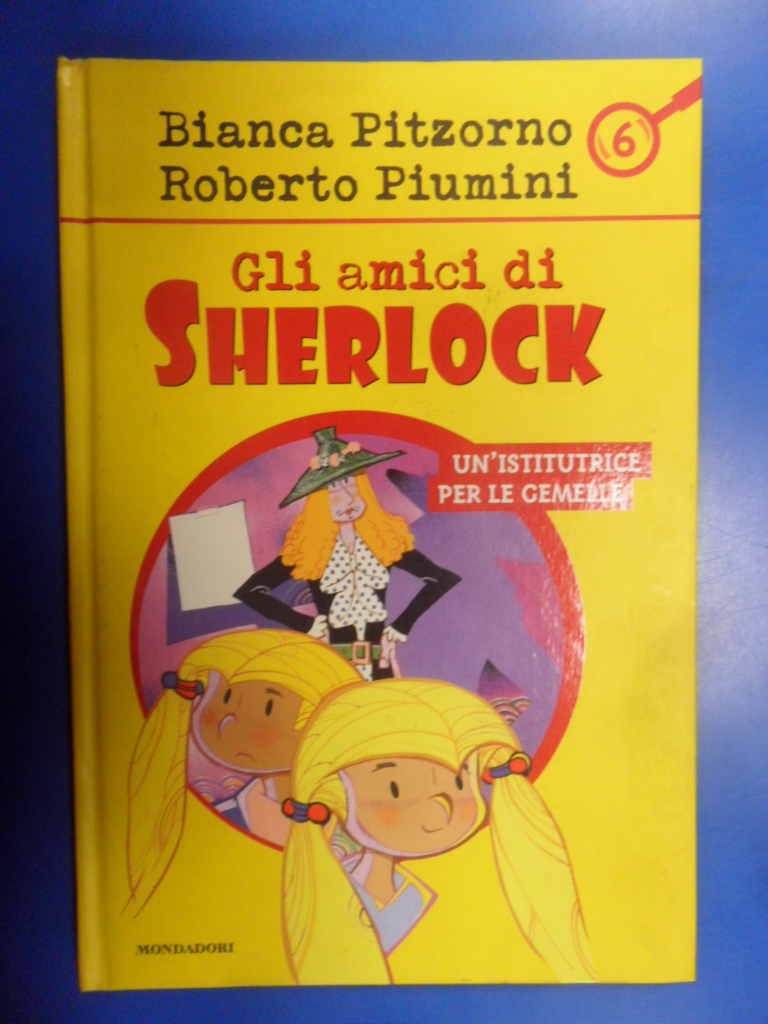 Bianca Pitzorno
Roberto Piumini
6
Gli amici di
SHERLOCK
UN'ISTITUTRICE
PER LE GEMELLE
MONDADORI